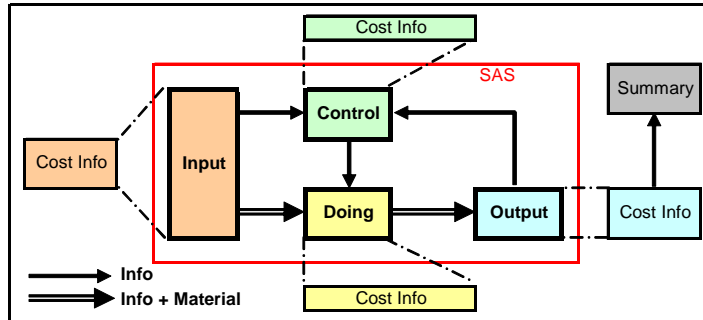 Cost Info
SAS
Summary
Control
Cost Info
Input
Doing
Output
Cost Info
Info
Info + Material
Cost Info